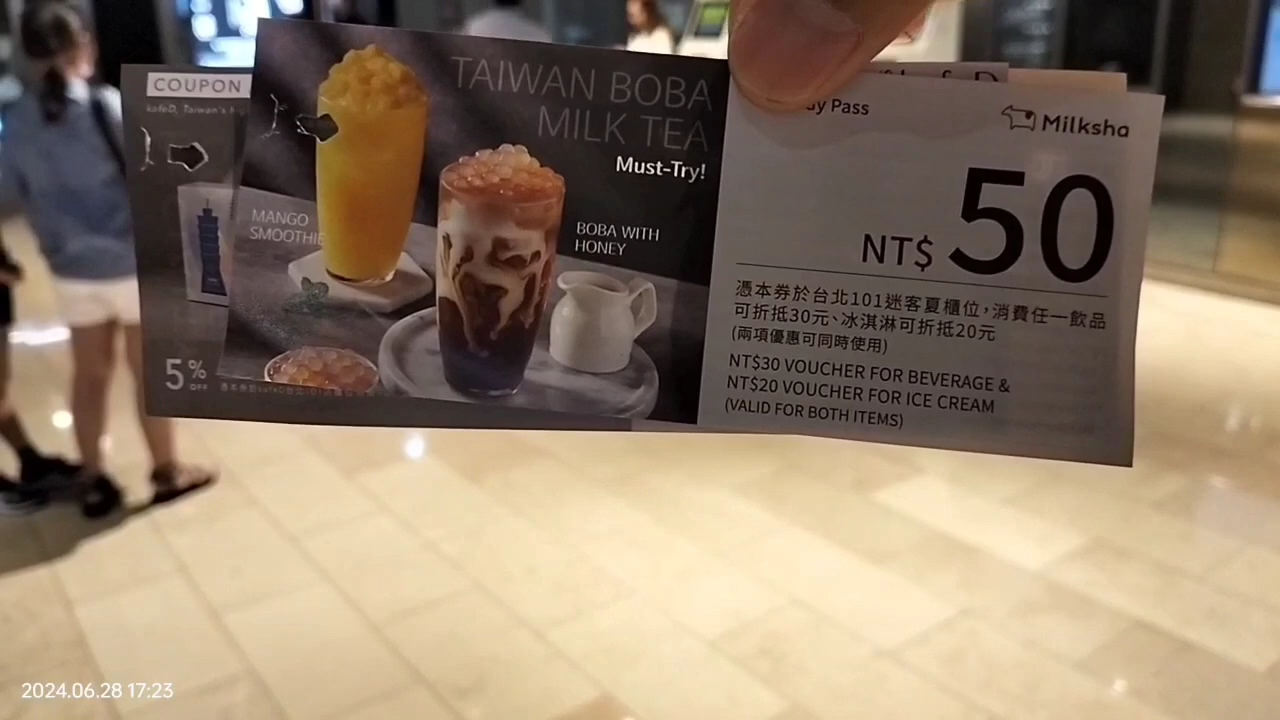 COUPON
kafeD, Taiwan's
5% OFF
TAIWAN BOBA
MILK TEA
Must-Try!
MANGO
SMOOTHIE
BOBA WITH
HONEY
Pass
Milksha
NT$ 50
憑本券於台北101迷客夏櫃位,消費任一飲品
可折抵30元、冰淇淋可折抵20元
(兩項優惠可同時使用)
NT$30 VOUCHER FOR BEVERAGE &
NT$20 VOUCHER FOR ICE CREAM
(VALID FOR BOTH ITEMS)
2024.06.28 17:23